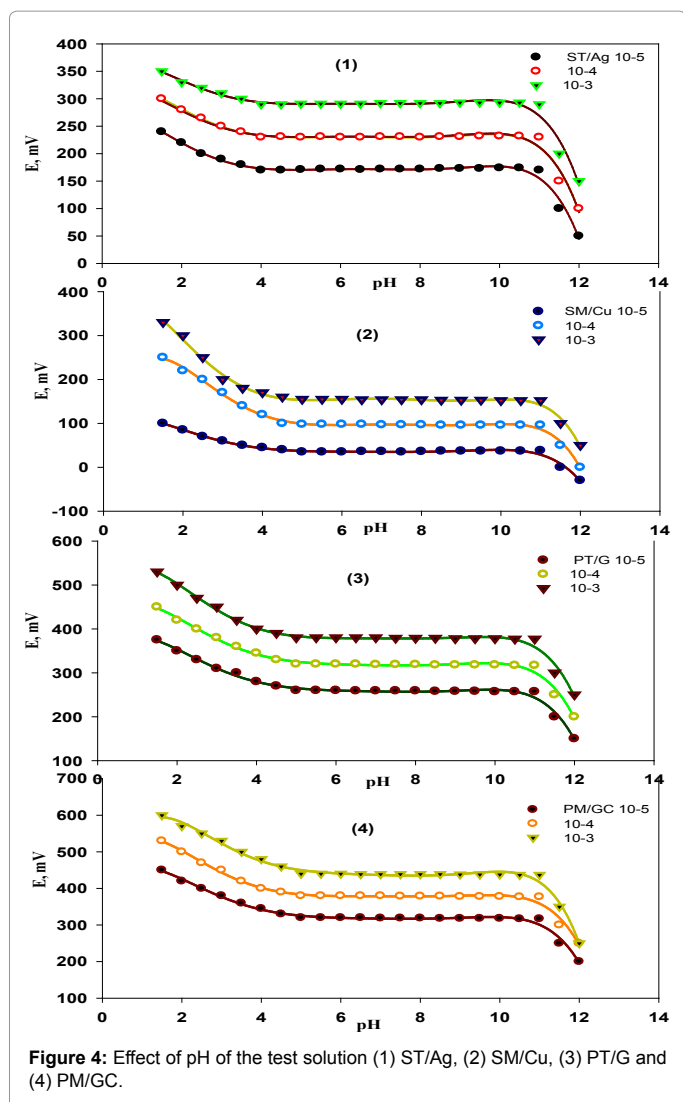 400
350
300
250
200
150
100
50
0
E, mV
(1)
ST/Ag 10-5
10-4
10-3
0 2 4 6 8 10 12 14
pH
400
300
200
100
0
-100
E, mV
(2)
SM/Cu 10-5
10-4
10-3
0 2 4 6 8 10 12 14
pH
600
500
400
300
200
100
E, mV
(3)
PT/G 10-5
10-4
10-3
0 2 4 6 8 10 12 14
pH
700
600
500
400
300
200
100
E, mV
(4)
PM/GC 10-5
10-4
10-3
0 2 4 6 8 10 12 14
pH
Figure 4: Effect of pH of the test solution (1) ST/Ag, (2) SM/Cu, (3) PT/G and
(4) PM/GC.